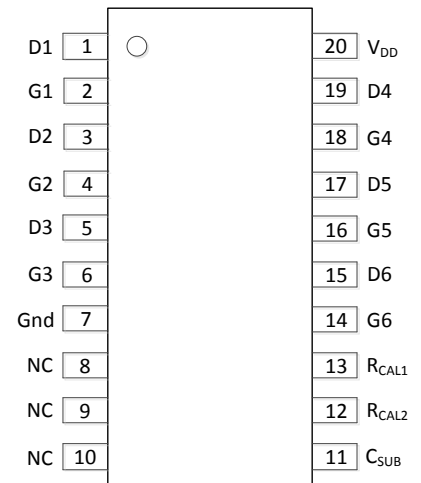 D1 1 20 VDD
G1 2 19 D4
D2 3 18 G4
G2 4 17 D5
D3 5 16 G5
G3 6 15 D6
Gnd 7 14 G6
NC 8 13 RCAL1
NC 9 12 RCAL2
NC 10 11 CSUB